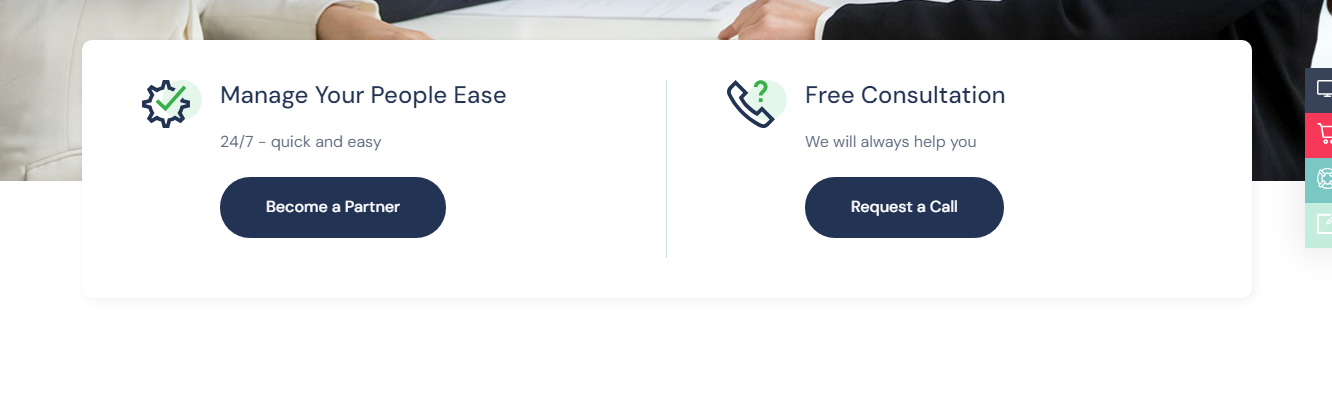 Manage Your People Ease
24/7 - quick and easy
Become a Partner
Free Consultation
We will always help you
Request a Call